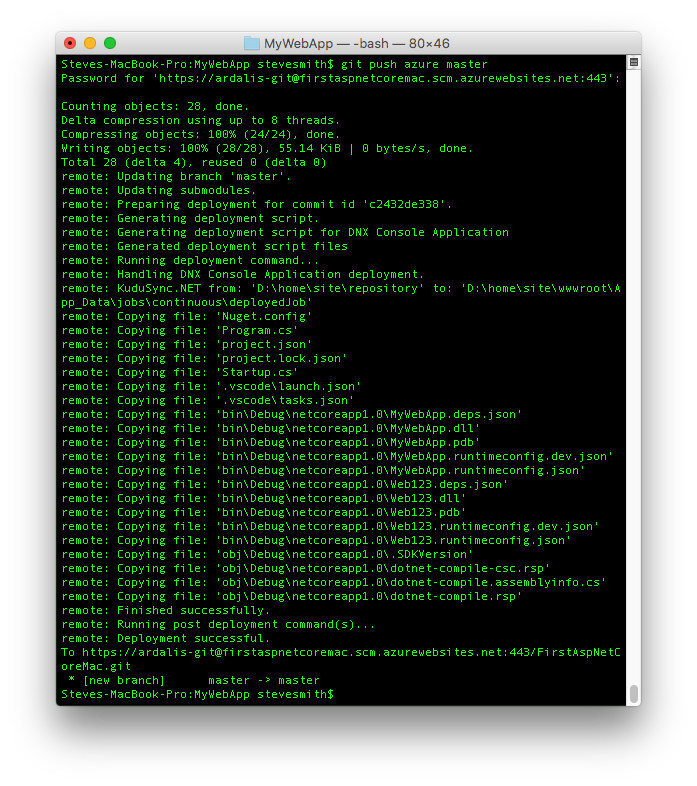 MyWebApp — -bash — 80×46
Steves-MacBook-Pro:MyWebApp stevesmith$ git push azure master
Password for 'https://ardalis-git@firstaspnetcoremac.scm.azurewebsites.net:443':
Counting objects: 28, done.
Delta compression using up to 8 threads.
Compressing objects: 100% (24/24), done.
Writing objects: 100% (28/28), 55.14 KiB | 0 bytes/s, done.
Total 28 (delta 4), reused 0 (delta 0)
remote: Updating branch 'master'.
remote: Updating submodules.
remote: Preparing deployment for commit id 'c2432de338'.
remote: Generating deployment script.
remote: Generating deployment script for DNX Console Application
remote: Generated deployment script files
remote: Running deployment command...
remote: Handling DNX Console Application deployment.
remote: KuduSync.NET from: 'D:\home\site\repository' to: 'D:\home\site\wwwroot\A
pp_Data\jobs\continuous\deployedJob'
remote: Copying file: 'Nuget.config'
remote: Copying file: 'Program.cs'
remote: Copying file: 'project.json'
remote: Copying file: 'project.lock.json'
remote: Copying file: 'Startup.cs'
remote: Copying file: '.vscode\launch.json'
remote: Copying file: '.vscode\tasks.json'
remote: Copying file: 'bin\Debug\netcoreapp1.0\MyWebApp.deps.json'
remote: Copying file: 'bin\Debug\netcoreapp1.0\MyWebApp.dll'
remote: Copying file: 'bin\Debug\netcoreapp1.0\MyWebApp.pdb'
remote: Copying file: 'bin\Debug\netcoreapp1.0\MyWebApp.runtimeconfig.dev.json'
remote: Copying file: 'bin\Debug\netcoreapp1.0\MyWebApp.runtimeconfig.json'
remote: Copying file: 'bin\Debug\netcoreapp1.0\Web123.deps.json'
remote: Copying file: 'bin\Debug\netcoreapp1.0\Web123.dll'
remote: Copying file: 'bin\Debug\netcoreapp1.0\Web123.pdb'
remote: Copying file: 'bin\Debug\netcoreapp1.0\Web123.runtimeconfig.dev.json'
remote: Copying file: 'bin\Debug\netcoreapp1.0\Web123.runtimeconfig.json'
remote: Copying file: 'obj\Debug\netcoreapp1.0\.SDKVersion'
remote: Copying file: 'obj\Debug\netcoreapp1.0\dotnet-compile-csc.rsp'
remote: Copying file: 'obj\Debug\netcoreapp1.0\dotnet-compile.assemblyinfo.cs'
remote: Copying file: 'obj\Debug\netcoreapp1.0\dotnet-compile.rsp'
remote: Finished successfully.
remote: Running post deployment command(s)...
remote: Deployment successful.
To https://ardalis-git@firstaspnetcoremac.scm.azurewebsites.net:443/FirstAspNetC
oreMac.git
 * [new branch]      master -> master
Steves-MacBook-Pro:MyWebApp stevesmith$